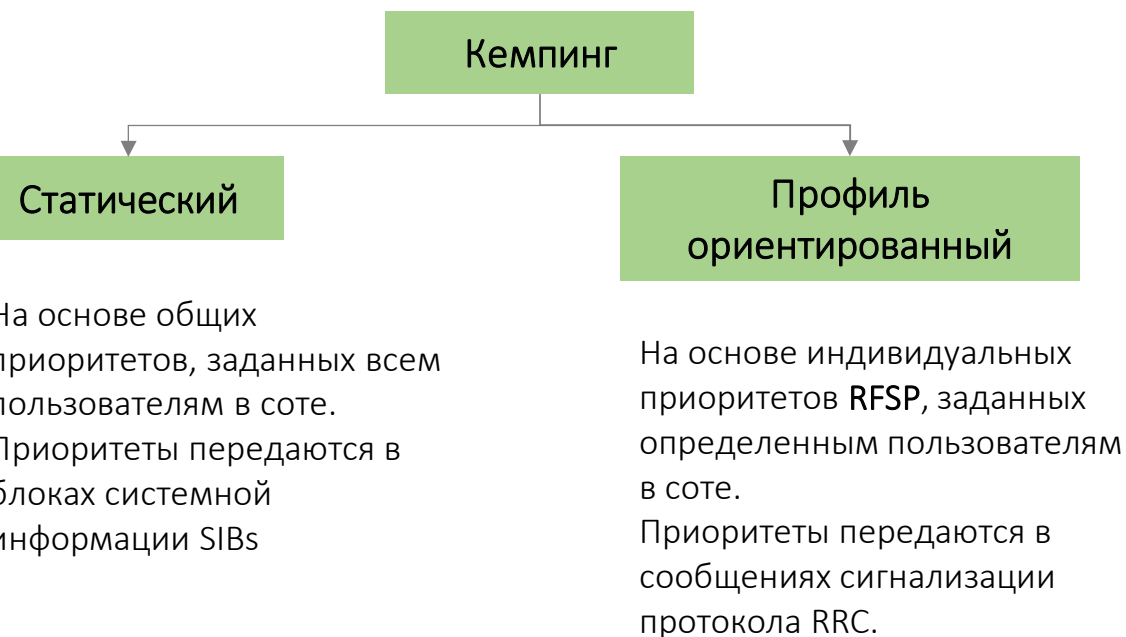 Кемпинг
Статический
Профиль
ориентированный
На основе общих
приоритетов, заданных всем
пользователям в соте.
Приоритеты передаются в
блоках системной
информации SIBs
На основе индивидуальных
приоритетов RFSP, заданных
определенным пользователям
в соте.
Приоритеты передаются в
сообщениях сигнализации
протокола RRC.